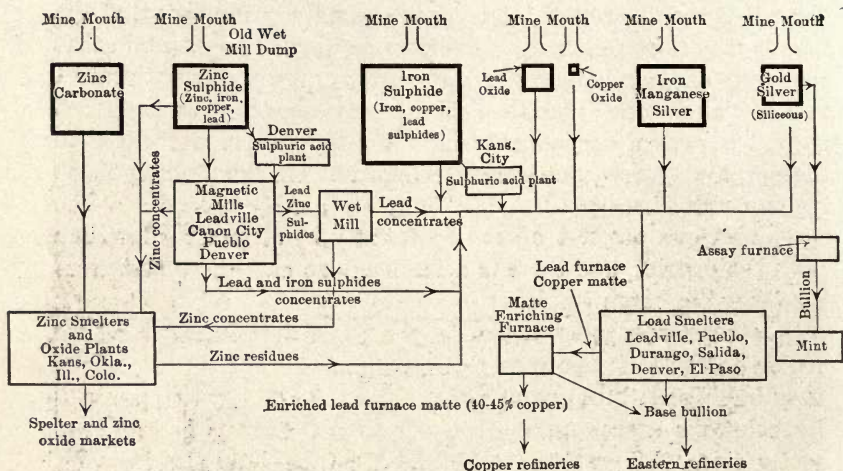 Mine Mouth
Mine Mouth
Mine Mouth
Mine Mouth
Mine Mouth
Mine Mouth
Mine Mouth
Old Wet
Mill Dump
Zinc
Carbonate
Zinc
Sulphide
(Zinc, iron,
copper,
lead)
Iron
Sulphide
(Iron, copper,
lead
sulphides)
Lead
Oxide
Copper
Oxide
Iron
Manganese
Silver
Gold
Silver
(Siliceous)
Denver
Sulphuric acid
plant
Kans.
City
Sulphuric acid plant
Zinc concentrates
Magnetic
Mills
Leadville
Canon City
Pueblo
Denver
Lead
Zinc
Sul-
phides
Wet
Mill
Lead
concentrates
Assay furnace
Lead and iron sulphides
concentrates
Lead furnace
Copper matte
Bullion
Zinc Smelters
and
Oxide Plants
Kans, Okla.,
Ill., Colo.
Zinc concentrates
Zinc residues
Matte
Enriching
Furnace
Load Smelters
Leadville, Pueblo,
Durango, Salida,
Denver, El Paso
Mint
Enriched lead furnace matte (40-45% copper)
Base bullion
Spelter and zinc
oxide markets
Copper refineries
Eastern refineries